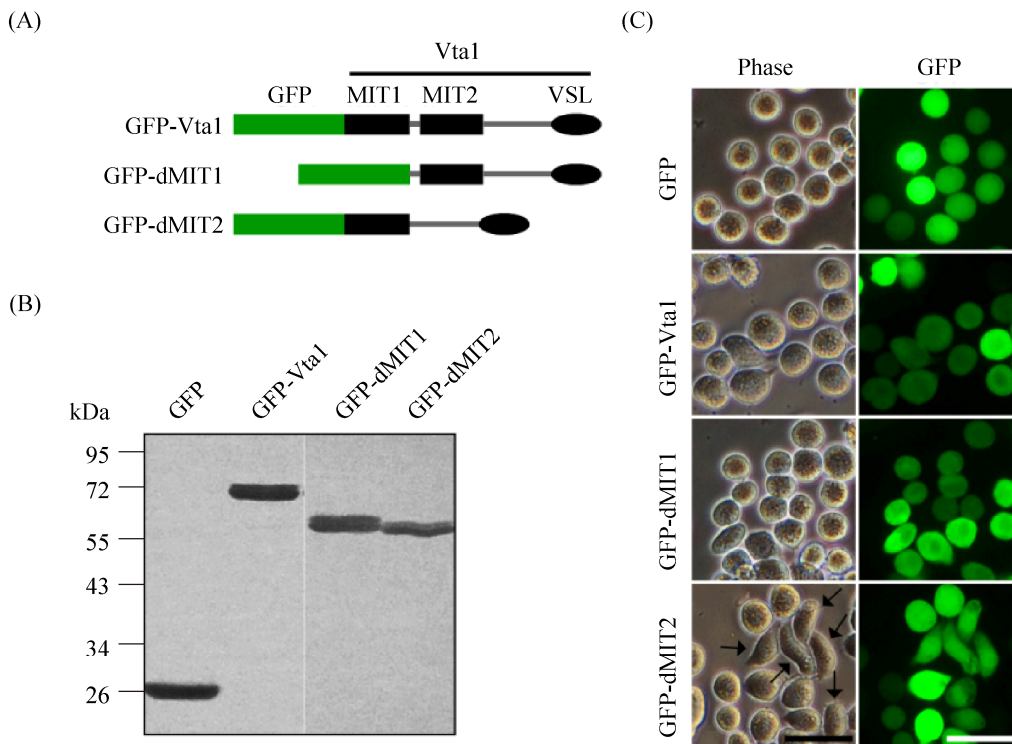 (A)
Vta1
GFP MIT1 MIT2 VSL
GFP-Vta1
GFP-dMIT1
GFP-dMIT2
(B)
GFP
GFP-Vta1
GFP-dMIT1
GFP-dMIT2
kDa
95
72
55
43
34
26
(C)
Phase GFP
GFP
GFP-Vta1
GFP-dMIT1
GFP-dMIT2